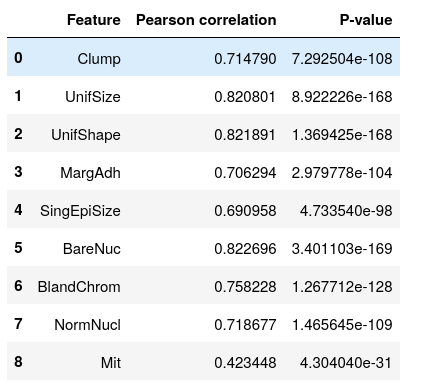 Feature Pearson correlation P-value
0 Clump 0.714790 7.292504e-108
1 UnifSize 0.820801 8.922226e-168
2 UnifShape 0.821891 1.369425e-168
3 MargAdh 0.706294 2.979778e-104
4 SingEpiSize 0.690958 4.733540e-98
5 BareNuc 0.822696 3.401103e-169
6 BlandChrom 0.758228 1.267712e-128
7 NormNucl 0.718677 1.465645e-109
8 Mit 0.423448 4.304040e-31